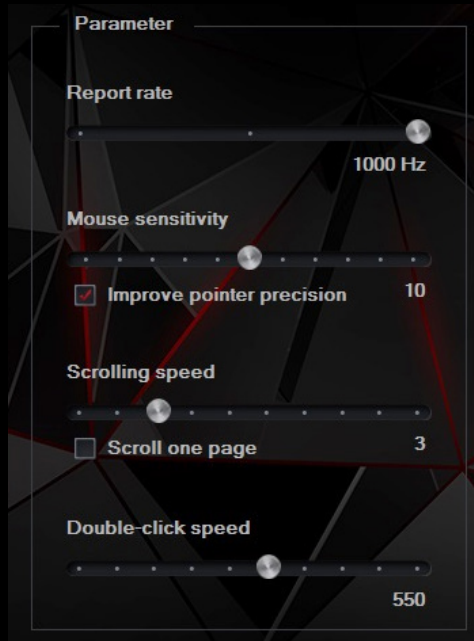 Parameter
Report rate
1000 Hz
Mouse sensitivity
Improve pointer precision 10
Scrolling speed
Scroll one page 3
Double-click speed
550